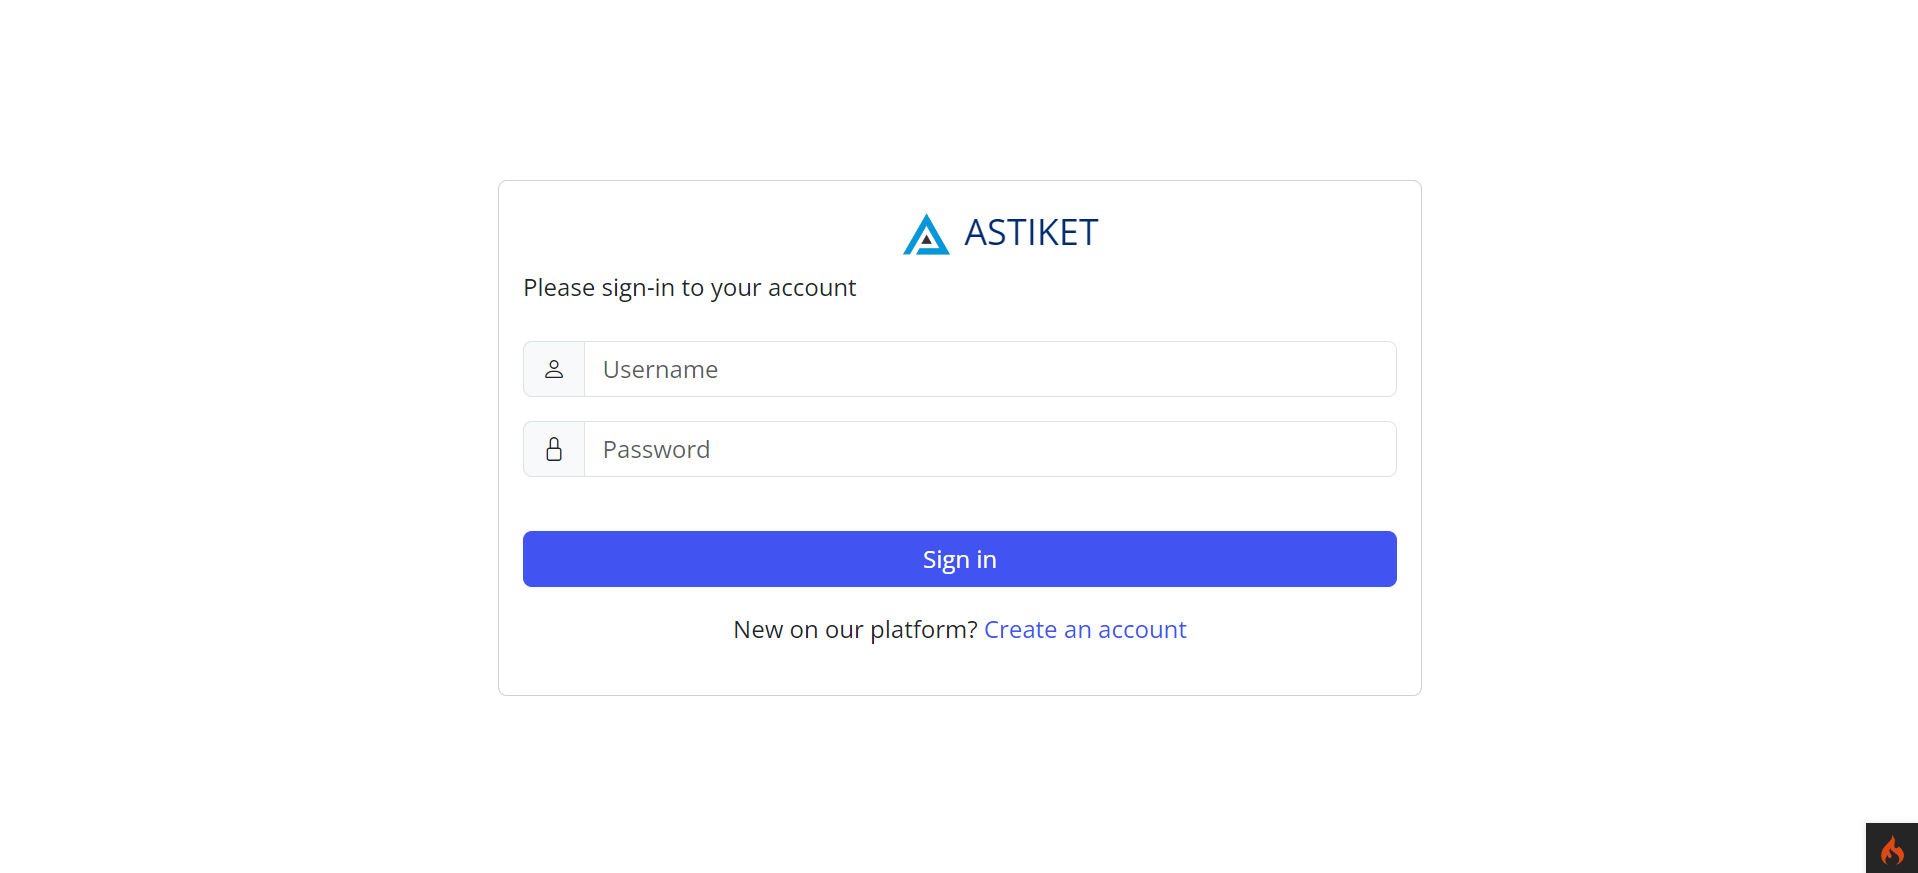 ASTIKET
Please sign-in to your account
Username
Password
Sign in
New on our platform? Create an account